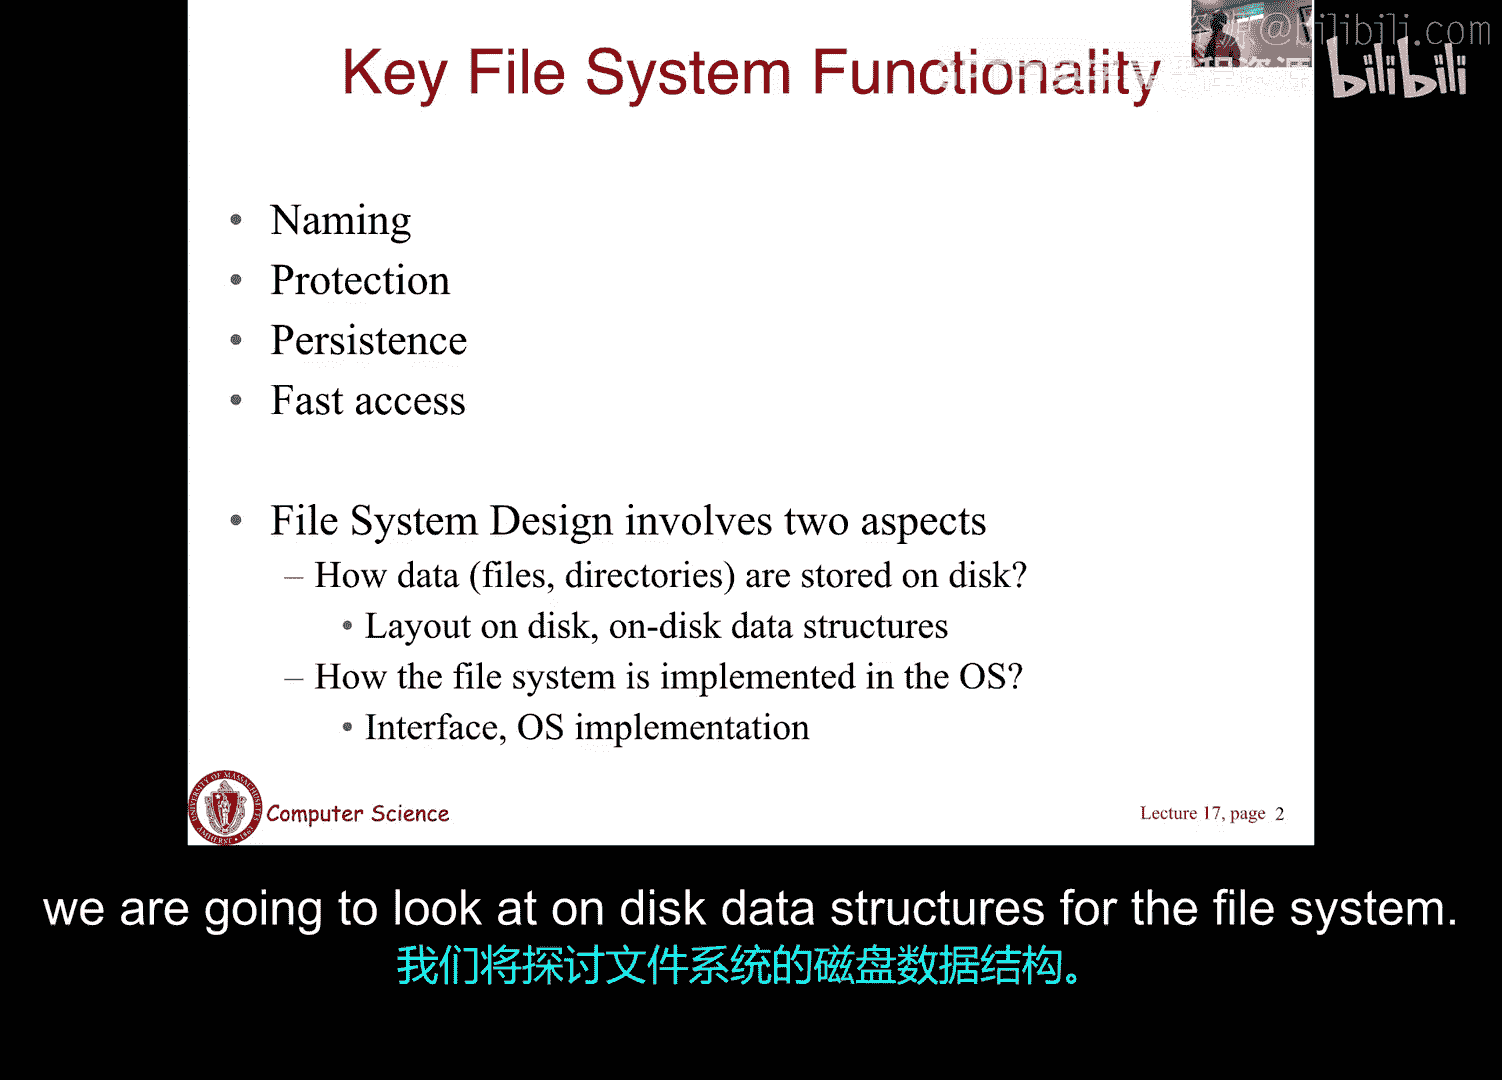 Key File System Functionality
bilibili
• Naming
• Protection
• Persistence
• Fast access
• File System Design involves two aspects
– How data (files, directories) are stored on disk?
• Layout on disk, on-disk data structures
– How the file system is implemented in the OS?
• Interface, OS implementation
Computer Science
Lecture 17, page 2
we are going to look at on disk data structures for the file system.
我们将探讨文件系统的磁盘数据结构。